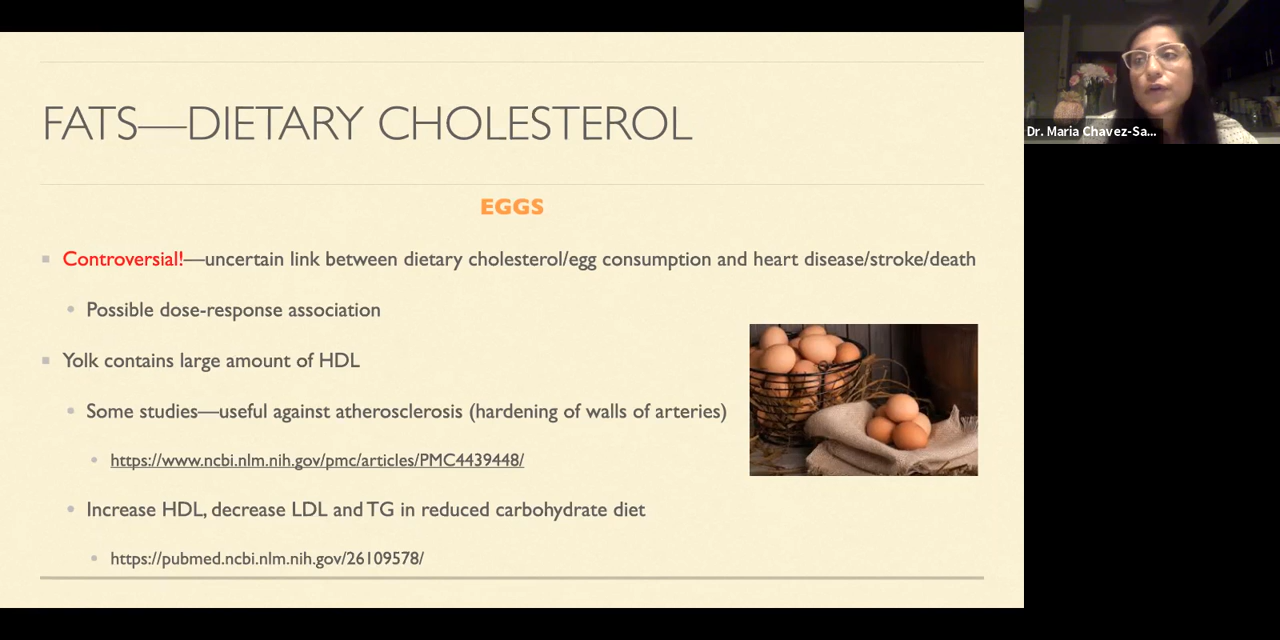 FATS—DIETARY CHOLESTEROL
EGGS
Controversial!—uncertain link between dietary cholesterol/egg consumption and heart disease/stroke/death
Possible dose-response association
Yolk contains large amount of HDL
Some studies—useful against atherosclerosis (hardening of walls of arteries)
https://www.ncbi.nlm.nih.gov/pmc/articles/PMC4439448/
Increase HDL, decrease LDL and TG in reduced carbohydrate diet
https://pubmed.ncbi.nlm.nih.gov/26109578/
Dr. Maria Chavez-Sa...